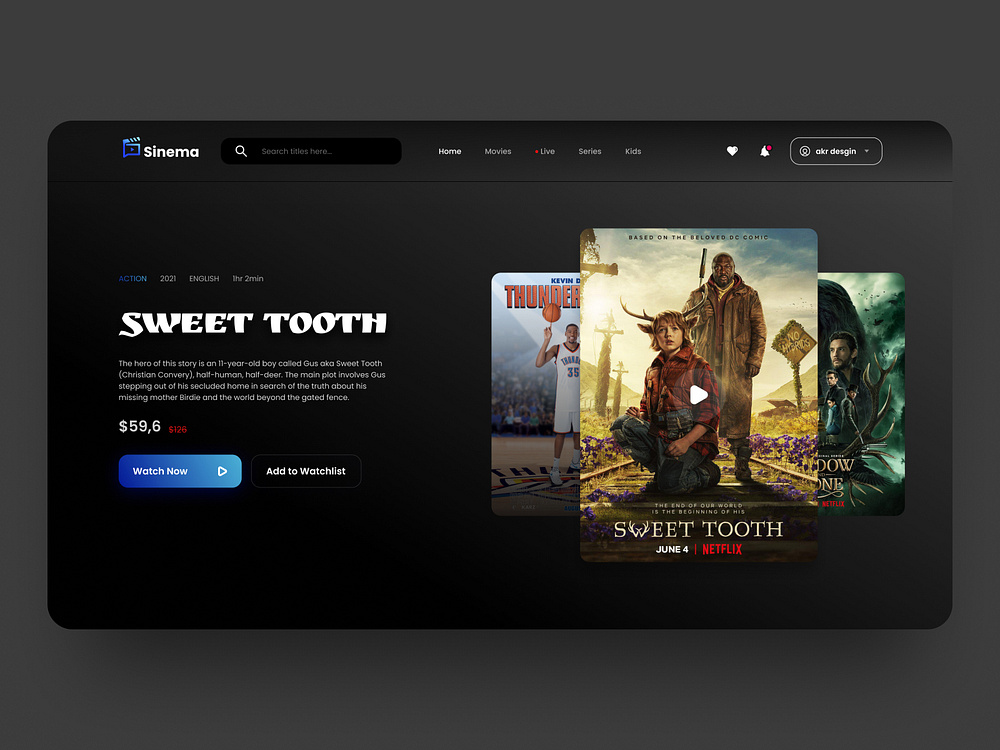 Sinema
Search titles here...
Home
Movies
Live
Series
Kids
akr desgin
ACTION 2021 ENGLISH 1hr 2min
SWEET TOOTH
The hero of this story is an 11-year-old boy called Gus aka Sweet Tooth
(Christian Convery), half-human, half-deer. The main plot involves Gus
stepping out of his secluded home in search of the truth about his
missing mother Birdie and the world beyond the gated fence.
$59,6 $126
Watch Now
Add to Watchlist
KEVIN D
THUNDER
35
BASED ON THE BELOVED DC COMIC
NO
HYBRIDS
THE END OF OUR WORLD
IS THE BEGINNING OF HIS
SWEET TOOTH
JUNE 4 | NETFLIX
DOW
ONE
NETFLIX